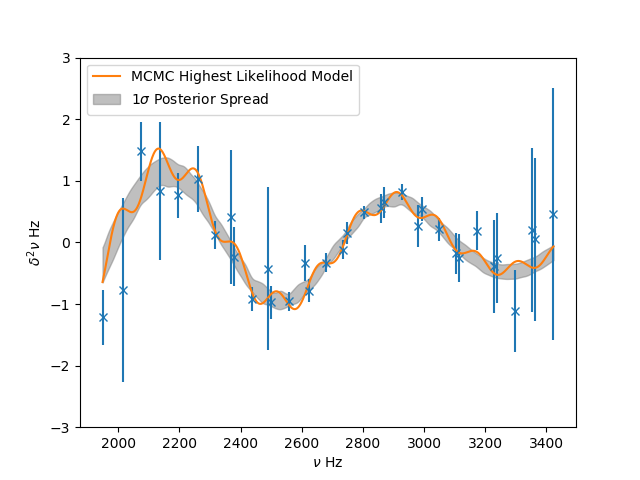 MCMC Highest Likelihood Model
1σ Posterior Spread
3
2
1
0
−1
−2
−3
δ²ν Hz
2000 2200 2400 2600 2800 3000 3200 3400
ν Hz